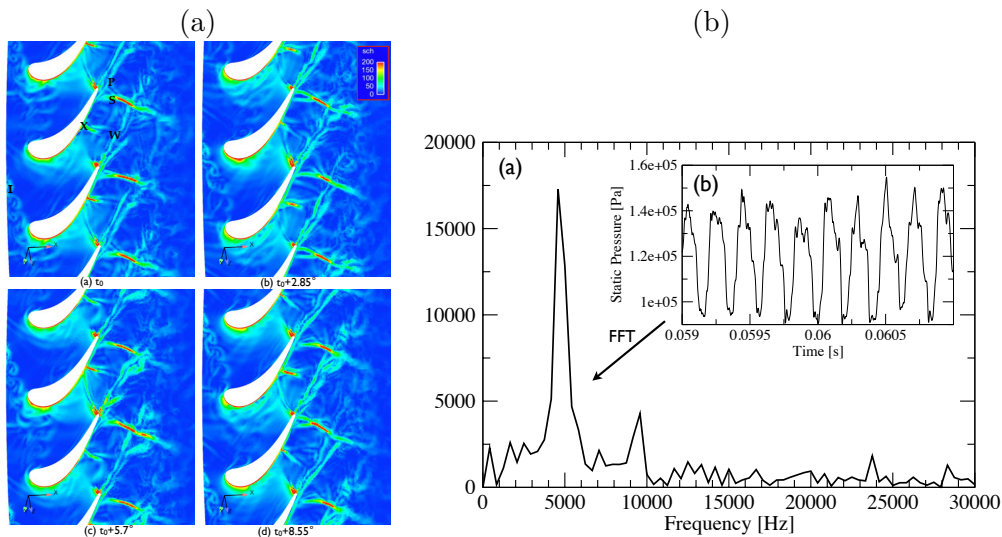 (a)
(b)
sch
200
150
100
50
0
P
S
X
W
I
(a) t₀
(b) t₀+2.85°
(c) t₀+5.7°
(d) t₀+8.55°
20000
15000
10000
5000
0
(a)
(b)
1.6e+05
1.4e+05
1.2e+05
1e+05
Static Pressure [Pa]
0.059
0.0595
0.06
0.0605
Time [s]
FFT
0
5000
10000
15000
20000
25000
30000
Frequency [Hz]